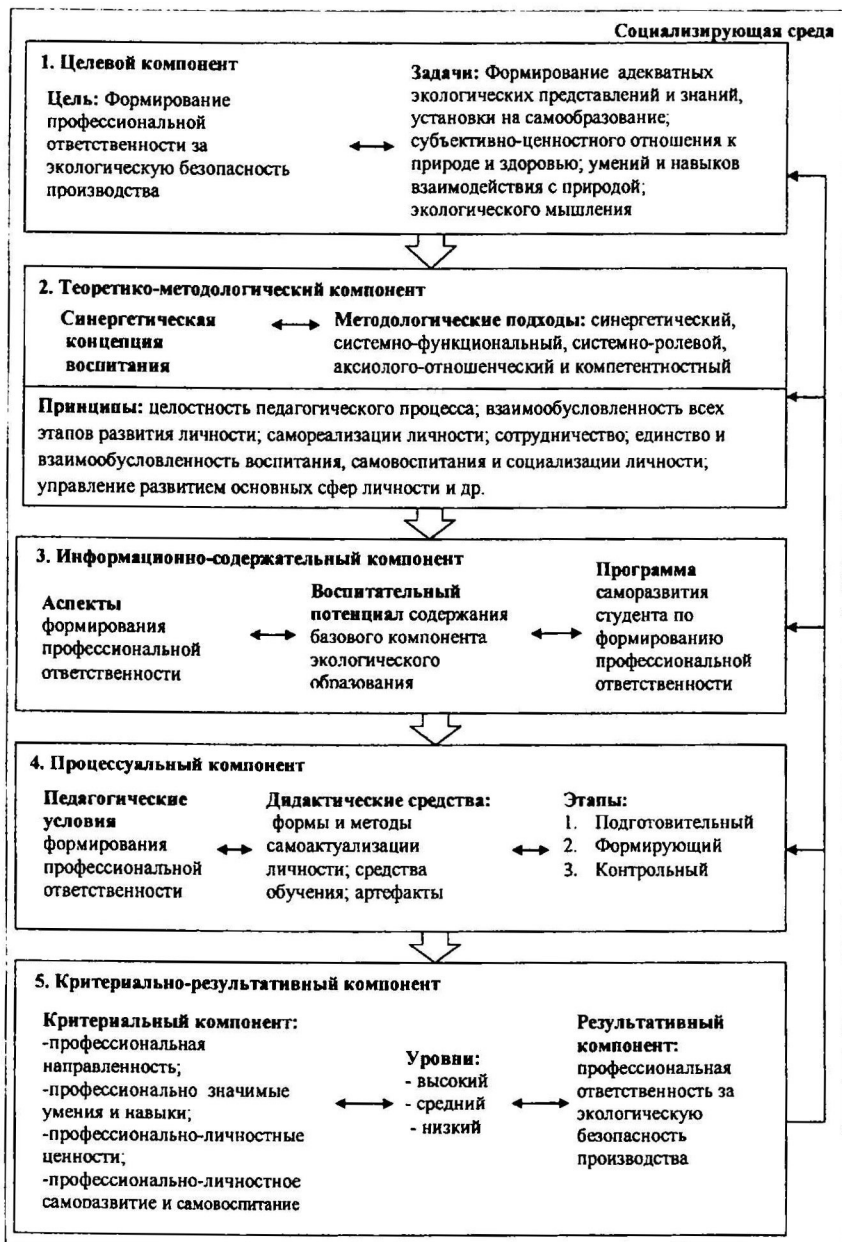 Социализирующая среда
1. Целевой компонент
Цель: Формирование
профессиональной
ответственности за
экологическую безопасность
производства
Задачи: Формирование адекватных
экологических представлений и знаний,
установки на самообразование;
субъективно-ценностного отношения к
природе и здоровью; умений и навыков
взаимодействия с природой;
экологического мышления
2. Теоретико-методологический компонент
Синергетическая
концепция
воспитания
Методологические подходы: синергетический,
системно-функциональный, системно-ролевой,
аксиолого-отношенческий и компетентностный
Принципы: целостность педагогического процесса; взаимообусловленность всех
этапов развития личности; самореализации личности; сотрудничество; единство и
взаимообусловленность воспитания, самовоспитания и социализации личности;
управление развитием основных сфер личности и др.
3. Информационно-содержательный компонент
Аспекты
формирования
профессиональной
ответственности
Воспитательный
потенциал содержания
базового компонента
экологического
образования
Программа
саморазвития
студента по
формированию
профессиональной
ответственности
4. Процессуальный компонент
Педагогические
условия
формирования
профессиональной
ответственности
Дидактические средства:
формы и методы
самоактуализации
личности; средства
обучения; артефакты
Этапы:
1. Подготовительный
2. Формирующий
3. Контрольный
5. Критериально-результативный компонент
Критериальный компонент:
-профессиональная
направленность;
-профессионально значимые
умения и навыки;
-профессионально-личностные
ценности;
-профессионально-личностное
саморазвитие и самовоспитание
Уровни:
- высокий
- средний
- низкий
Результативный
компонент:
профессиональная
ответственность за
экологическую
безопасность
производства